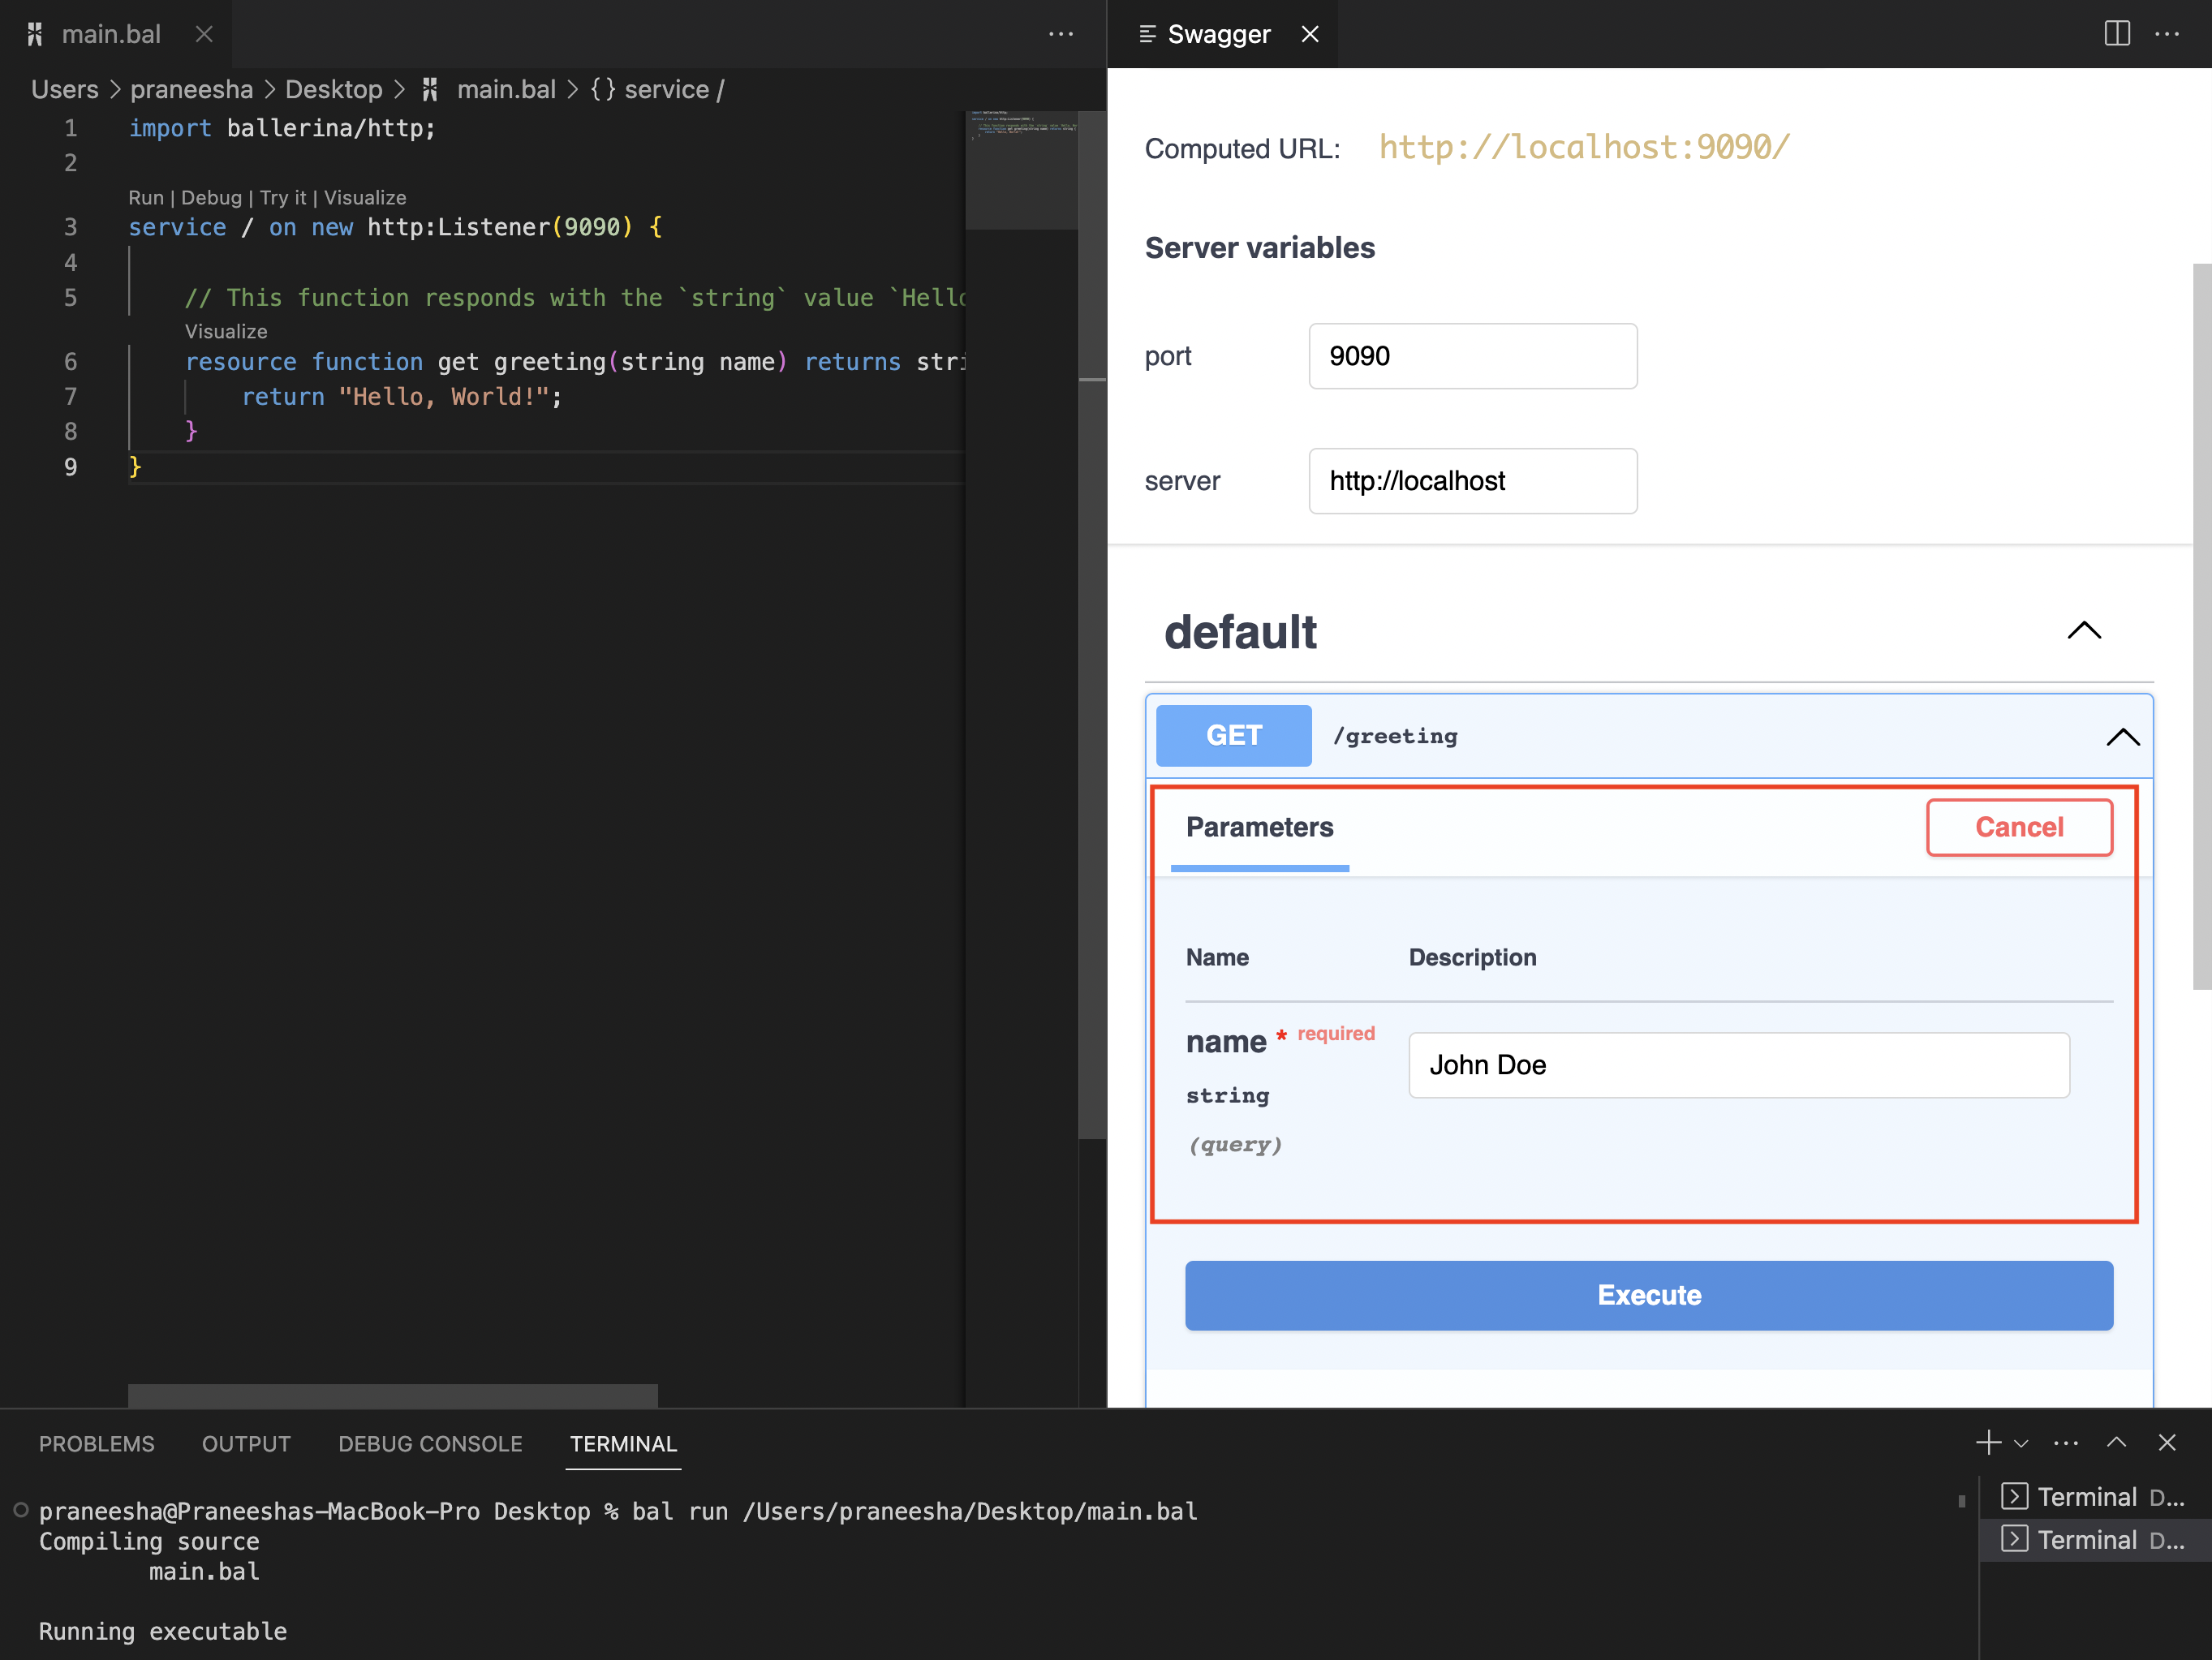 main.bal
Swagger
Users > praneesha > Desktop > main.bal > {} service /
1 import ballerina/http;
2
Run | Debug | Try it | Visualize
3 service / on new http:Listener(9090) {
4
5 // This function responds with the `string` value `Hello
Visualize
6 resource function get greeting(string name) returns stri
7 return "Hello, World!";
8 }
9 }
Computed URL: http://localhost:9090/
Server variables
port 9090
server http://localhost
default
GET /greeting
Parameters Cancel
Name Description
name * required
John Doe
string
(query)
Execute
PROBLEMS OUTPUT DEBUG CONSOLE TERMINAL
praneesha@Praneeshas-MacBook-Pro Desktop % bal run /Users/praneesha/Desktop/main.bal
Compiling source
main.bal
Running executable
Terminal D...
Terminal D...